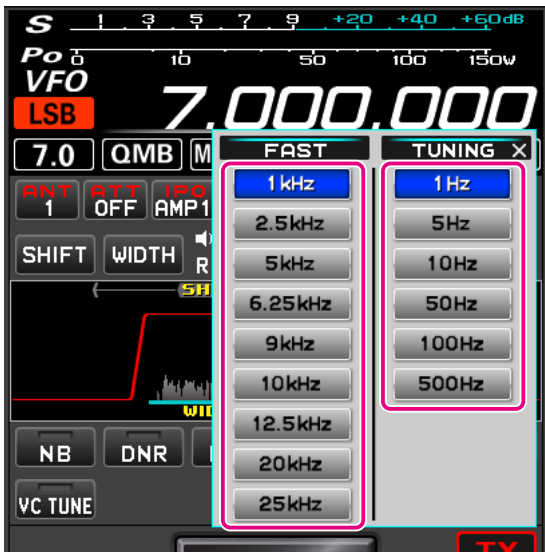 S 1 3 5 7 9 +20 +40 +60dB
Po 0 10 50 100 150W
VFO
LSB 7.000.000
7.0 QMB M
FAST TUNING X
ANT ATT IPO
1 OFF AMP1
SHIFT WIDTH R
SH
WID
NB DNR
VC TUNE
1kHz
2.5kHz
5kHz
6.25kHz
9kHz
10kHz
12.5kHz
20kHz
25kHz
1Hz
5Hz
10Hz
50Hz
100Hz
500Hz
TX